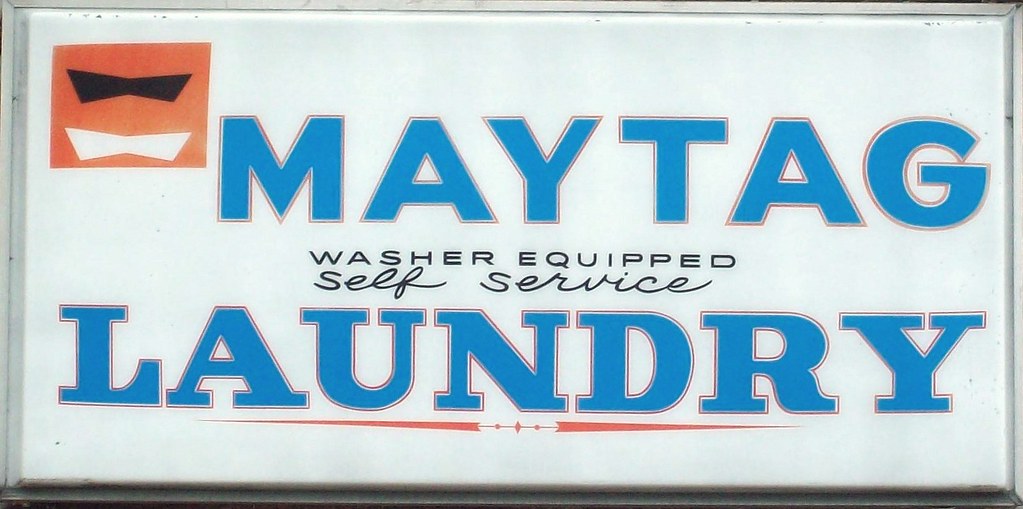 MAYTAG
WASHER EQUIPPED
Self Service
LAUNDRY